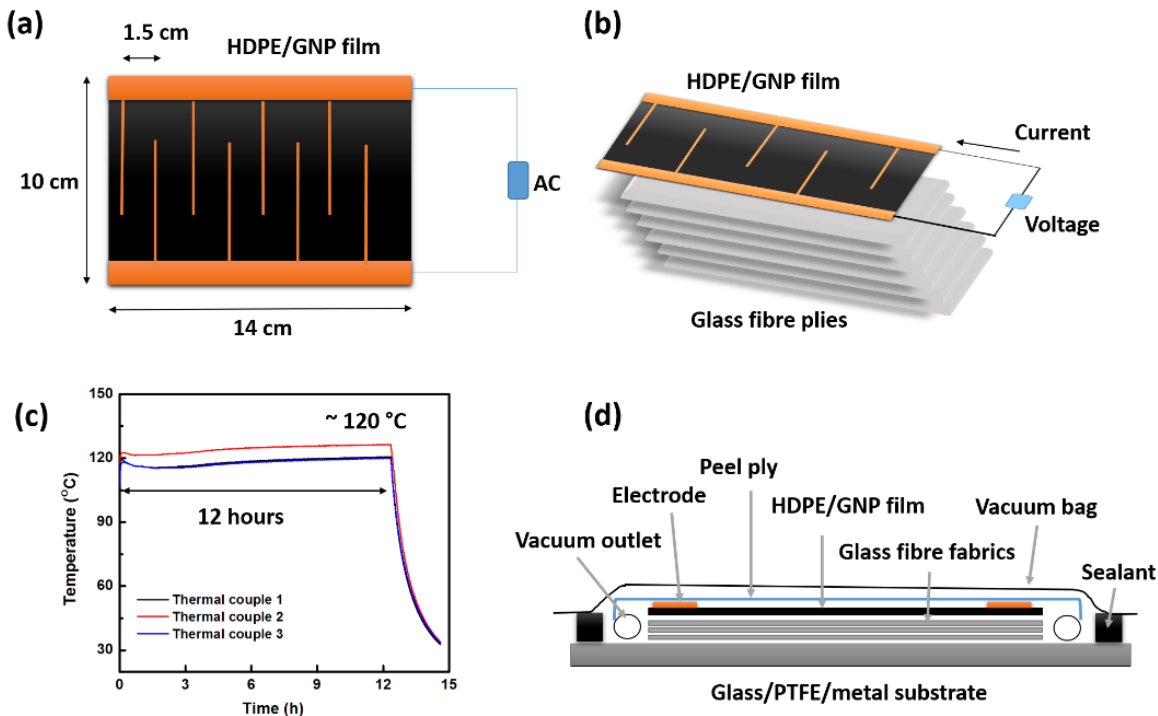 (a)
1.5 cm
HDPE/GNP film
10 cm
AC
14 cm
(b)
HDPE/GNP film
Current
Voltage
Glass fibre plies
(c)
150
120
90
60
30
0
3
6
9
12
15
Temperature (°C)
Time (h)
~ 120 °C
12 hours
Thermal couple 1
Thermal couple 2
Thermal couple 3
(d)
Peel ply
Electrode
HDPE/GNP film
Vacuum bag
Vacuum outlet
Glass fibre fabrics
Sealant
Glass/PTFE/metal substrate